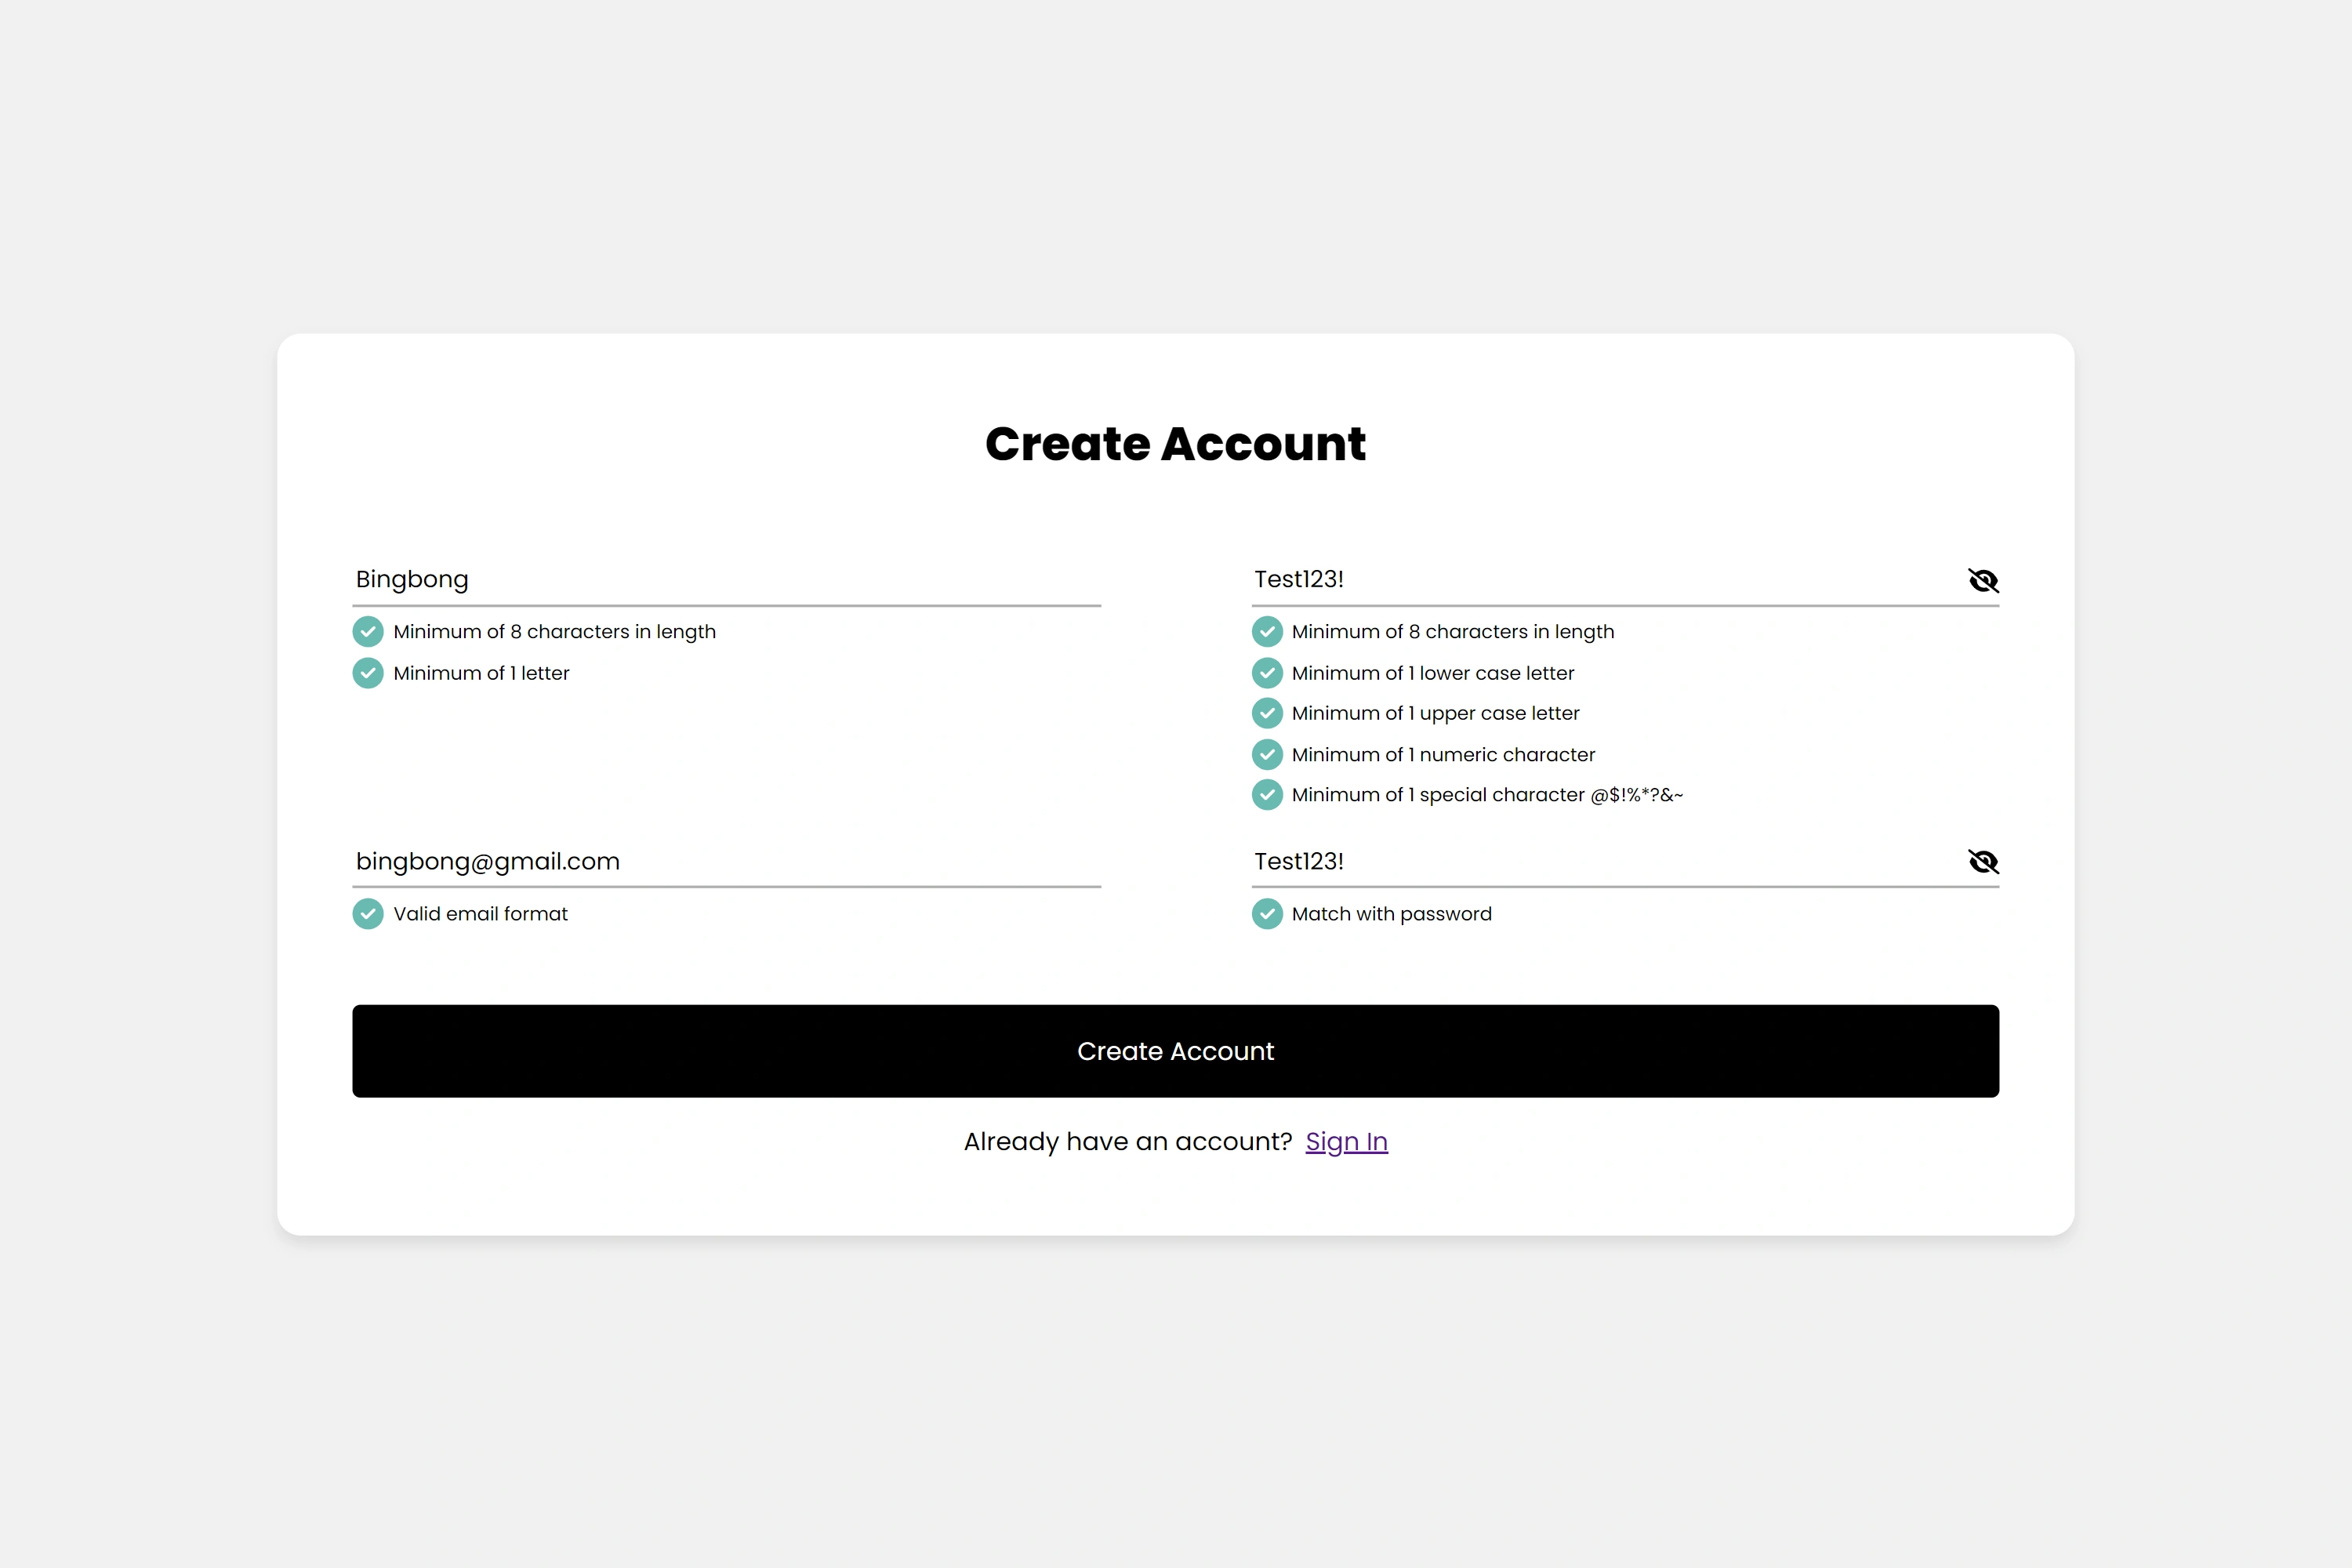 Create Account
Bingbong
Minimum of 8 characters in length
Minimum of 1 letter
Test123!
Minimum of 8 characters in length
Minimum of 1 lower case letter
Minimum of 1 upper case letter
Minimum of 1 numeric character
Minimum of 1 special character @$!%*?&~
bingbong@gmail.com
Valid email format
Test123!
Match with password
Create Account
Already have an account? Sign In